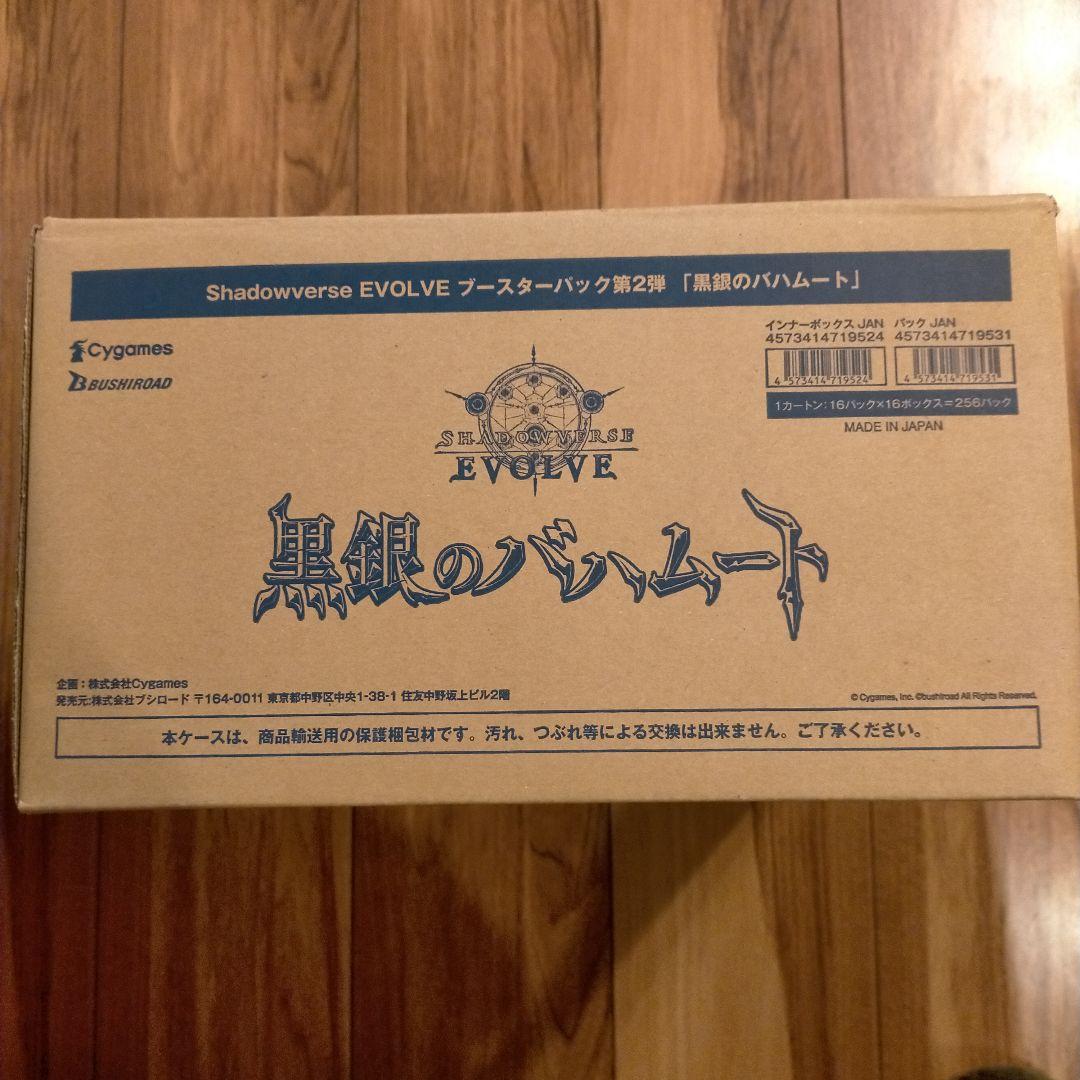 Shadowverse EVOLVE ブースターパック第2弾 「黒銀のバハムート」
Cygames
BUSHIROAD
インナーボックス JAN パック JAN
4573414719524 4573414719531
4 573414 719524 4 573414 719531
1カートン:16パック×16ボックス=256パック
MADE IN JAPAN
SHADOWVERSE
EVOLVE
黒銀のバハムート
企画:株式会社Cygames
発売元:株式会社ブシロード 〒164-0011 東京都中野区中央1-38-1 住友中野坂上ビル2階
© Cygames, Inc. ©bushiroad All Rights Reserved.
本ケースは、商品輸送用の保護梱包材です。汚れ、つぶれ等による交換は出来ません。ご了承ください。